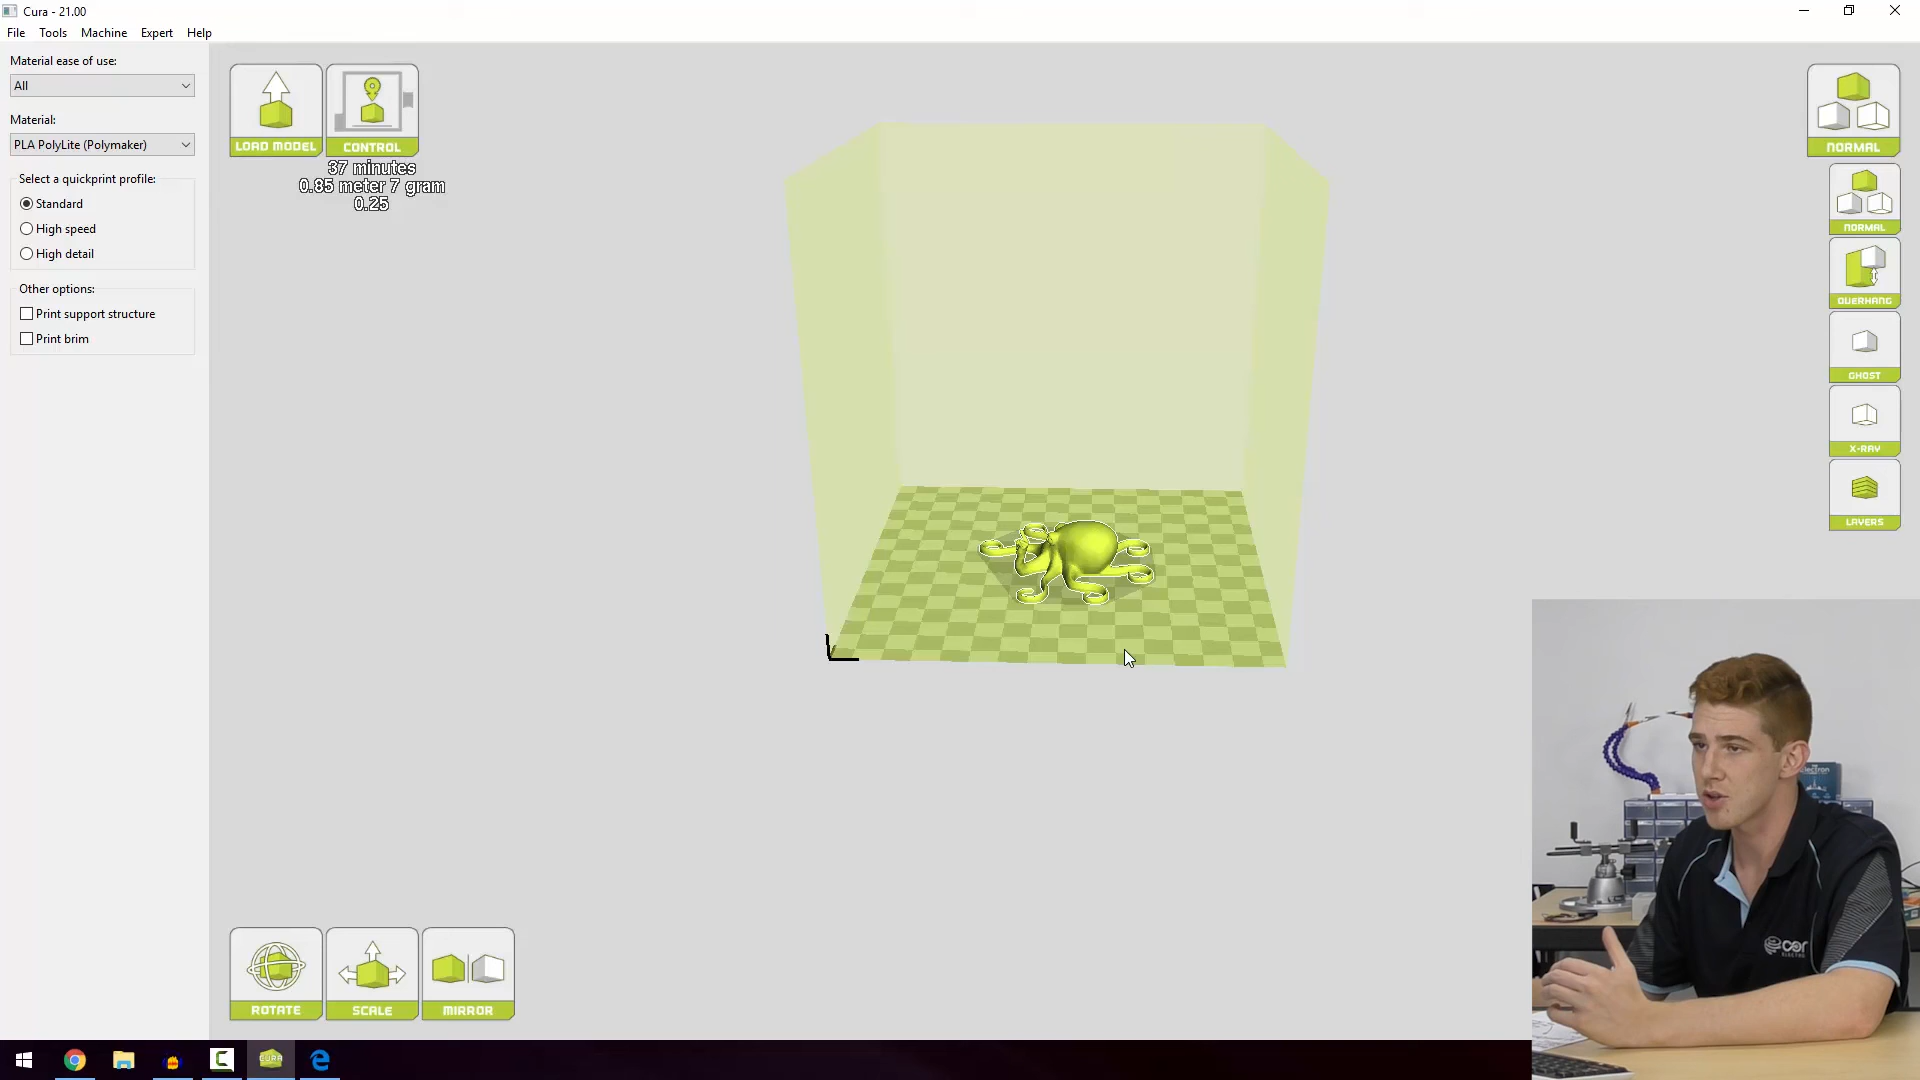 Cura - 21.00
File Tools Machine Expert Help
Material ease of use:
All
Material:
PLA PolyLite (Polymaker)
Select a quickprint profile:
Standard
High speed
High detail
Other options:
Print support structure
Print brim
LOAD MODEL
CONTROL
37 minutes
0.85 meter 7 gram
0.25
NORMAL
NORMAL
OVERHANG
GHOST
X-RAY
LAYERS
ROTATE
SCALE
MIRROR
CURA